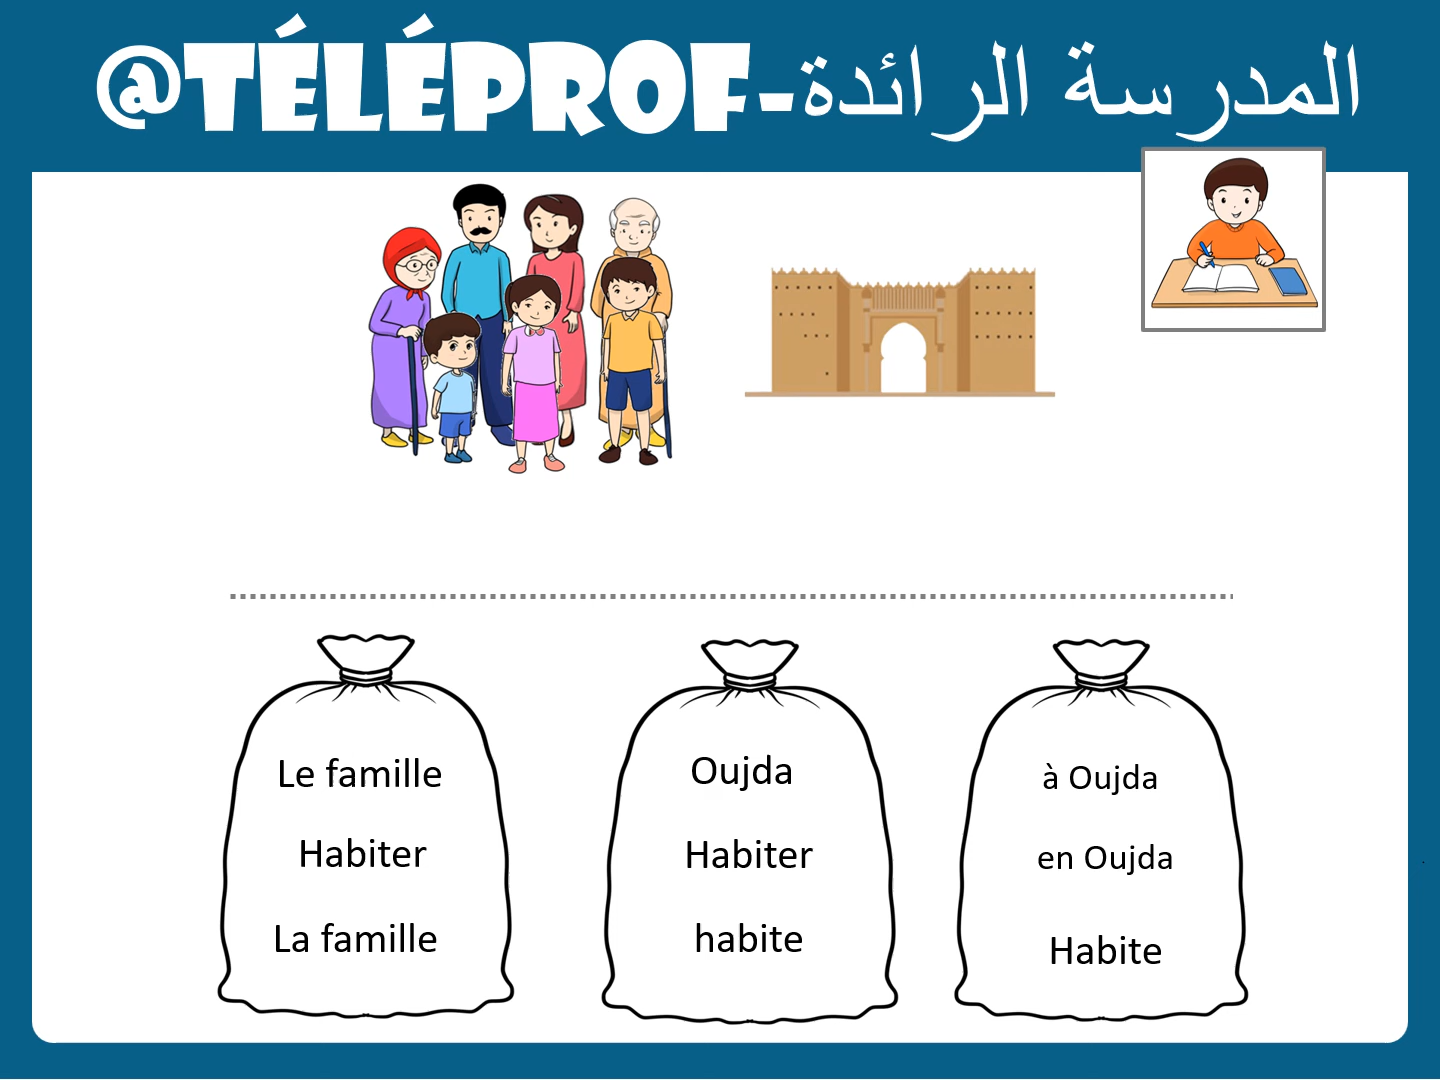 @TÉLÉPROF-المدرسة الرائدة
Le famille
Habiter
La famille
Oujda
Habiter
habite
à Oujda
en Oujda
Habite